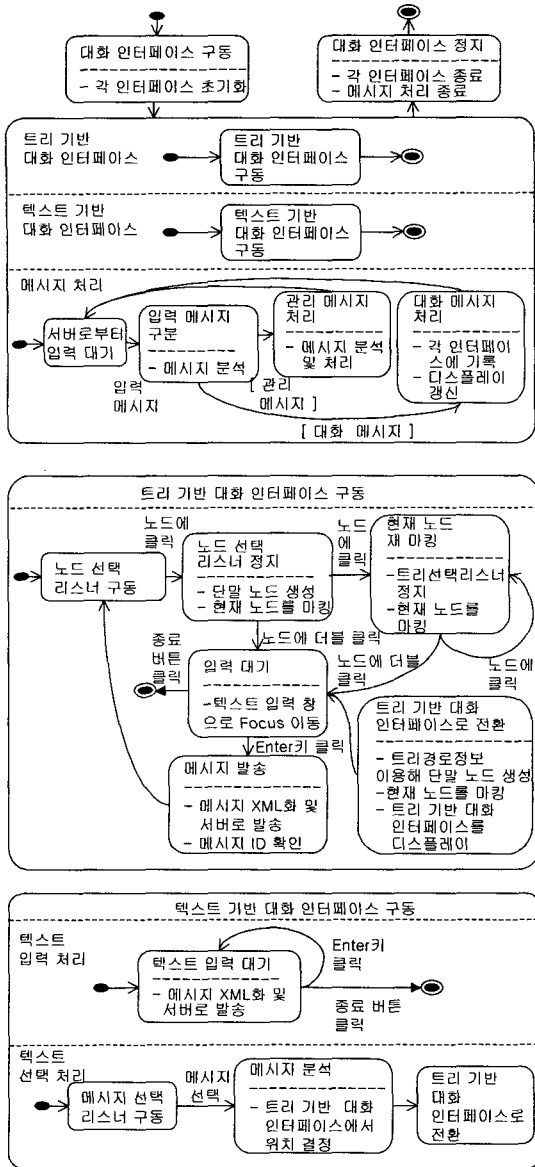 대화 인터페이스 구동
- 각 인터페이스 초기화
대화 인터페이스 정지
- 각 인터페이스 종료
- 메시지 처리 종료
트리 기반
대화 인터페이스
트리 기반
대화 인터페이스
구동
텍스트 기반
대화 인터페이스
텍스트 기반
대화 인터페이스
구동
메시지 처리
서버로부터
입력 대기
입력
메시지
입력 메시지
구분
- 메시지 분석
[ 관리
메시지 ]
관리 메시지
처리
- 메시지 분석
및 처리
대화 메시지
처리
- 각 인터페이
스에 기록
- 디스플레이
갱신
[ 대화 메시지 ]
트리 기반 대화 인터페이스 구동
노드 선택
리스너 구동
노드에
클릭
노드 선택
리스너 정지
- 단말 노드 생성
- 현재 노드를 마킹
노드
에
클릭
현재 노드
재 마킹
-트리선택리스너
정지
-현재 노드를
마킹
노드에
클릭
노드에 더블 클릭
노드에 더블
클릭
종료
버튼
클릭
입력 대기
-텍스트 입력 창
으로 Focus 이동
Enter키 클릭
메시지 발송
- 메시지 XML화 및
서버로 발송
- 메시지 ID 확인
트리 기반 대화
인터페이스로 전환
- 트리경로정보
이용해 단말 노드 생성
-현재 노드를 마킹
- 트리 기반 대화
인터페이스를
디스플레이
텍스트 기반 대화 인터페이스 구동
텍스트
입력 처리
텍스트 입력 대기
- 메시지 XML화 및
서버로 발송
Enter키
클릭
종료 버튼
클릭
텍스트
선택 처리
메시지 선택
리스너 구동
메시지
선택
메시지 분석
- 트리 기반 대화
인터페이스에서
위치 결정
트리 기반
대화
인터페이스로
전환